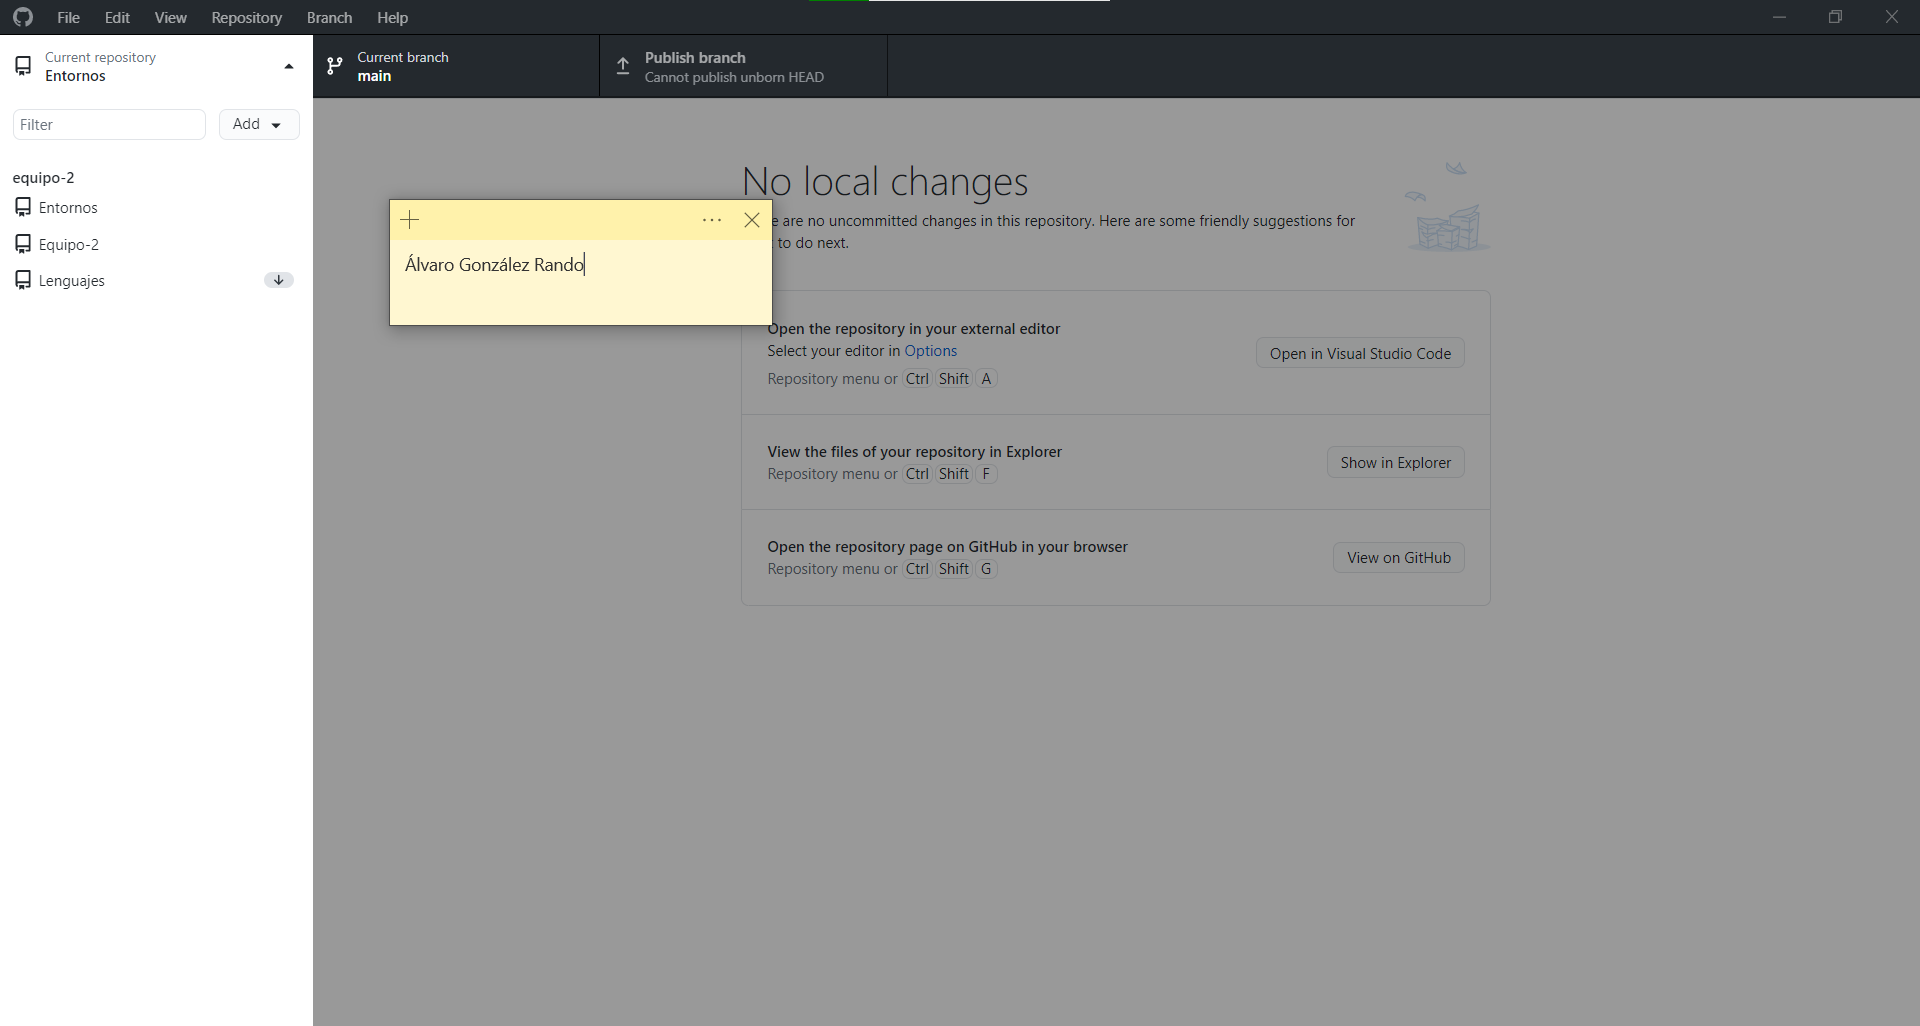 File Edit View Repository Branch Help
Current repository
Entornos
Current branch
main
Publish branch
Cannot publish unborn HEAD
Filter
Add
equipo-2
Entornos
Equipo-2
Lenguajes
Álvaro González Rando
No local changes
are no uncommitted changes in this repository. Here are some friendly suggestions for
to do next.
Open the repository in your external editor
Select your editor in Options
Repository menu or Ctrl Shift A
Open in Visual Studio Code
View the files of your repository in Explorer
Repository menu or Ctrl Shift F
Show in Explorer
Open the repository page on GitHub in your browser
Repository menu or Ctrl Shift G
View on GitHub